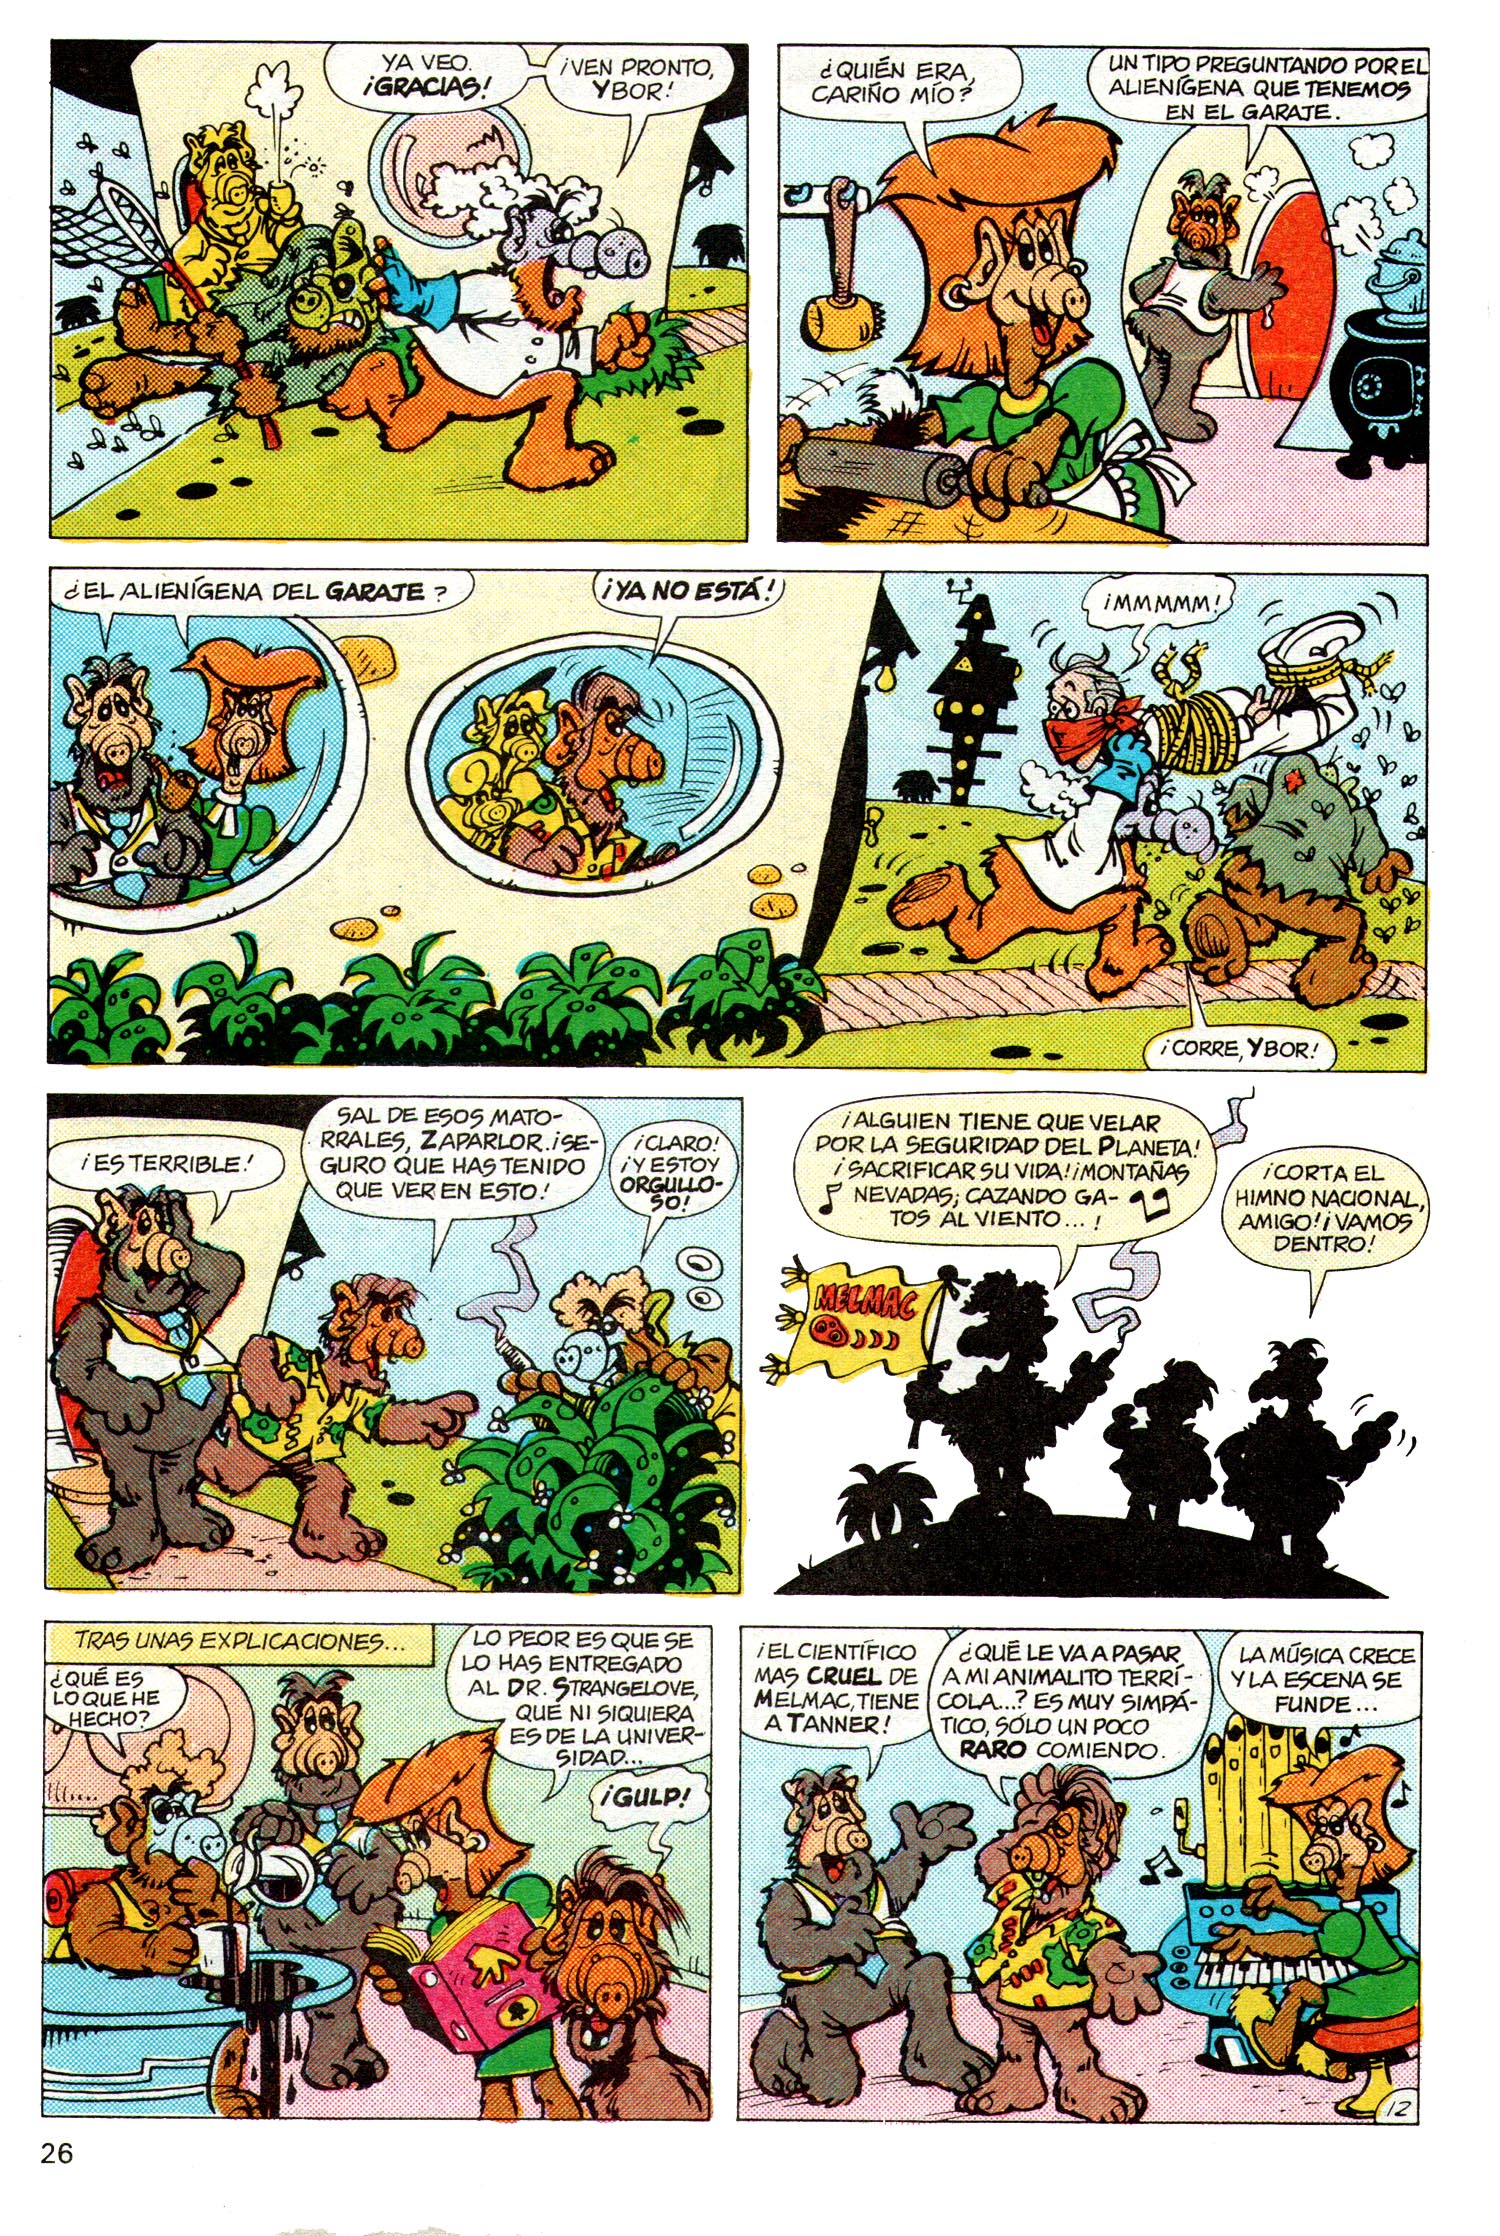 YA VEO.
¡GRACIAS!
¡VEN PRONTO,
YBOR!
¿QUIÉN ERA,
CARIÑO MÍO?
UN TIPO PREGUNTANDO POR EL
ALIENÍGENA QUE TENEMOS
EN EL GARAJE.
¿EL ALIENÍGENA DEL GARAJE?
¡YA NO ESTÁ!
¡MMMMM!
¡CORRE, YBOR!
¡ES TERRIBLE!
SAL DE ESOS MATO-
RRALES, ZAPARLOR. ¡SE-
GURO QUE HAS TENIDO
QUE VER EN ESTO!
¡CLARO!
¡Y ESTOY
ORGULLO-
SO!
¡ALGUIEN TIENE QUE VELAR
POR LA SEGURIDAD DEL PLANETA!
¡SACRIFICAR SU VIDA! ¡MONTAÑAS
NEVADAS; CAZANDO GA-
TOS AL VIENTO...!
¡CORTA EL
HIMNO NACIONAL,
AMIGO! ¡VAMOS
DENTRO!
MELMAC
TRAS UNAS EXPLICACIONES...
¿QUÉ ES
LO QUE HE
HECHO?
LO PEOR ES QUE SE
LO HAS ENTREGADO
AL DR. STRANGELOVE,
QUE NI SIQUIERA
ES DE LA UNIVER-
SIDAD...
¡GULP!
¡EL CIENTÍFICO
MAS CRUEL DE
MELMAC, TIENE
A TANNER!
¿QUÉ LE VA A PASAR
A MI ANIMALITO TERRÍ-
COLA...? ES MUY SIMPÁ-
TICO, SÓLO UN POCO
RARO COMIENDO.
LA MÚSICA CRECE
Y LA ESCENA SE
FUNDE...
12
26